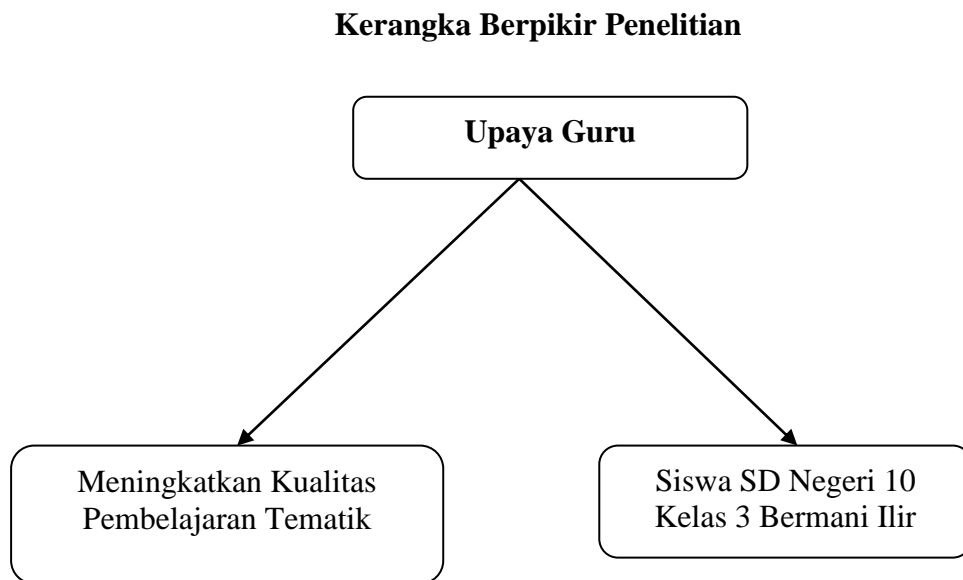 Kerangka Berpikir Penelitian
Upaya Guru
Meningkatkan Kualitas
Pembelajaran Tematik
Siswa SD Negeri 10
Kelas 3 Bermani Ilir